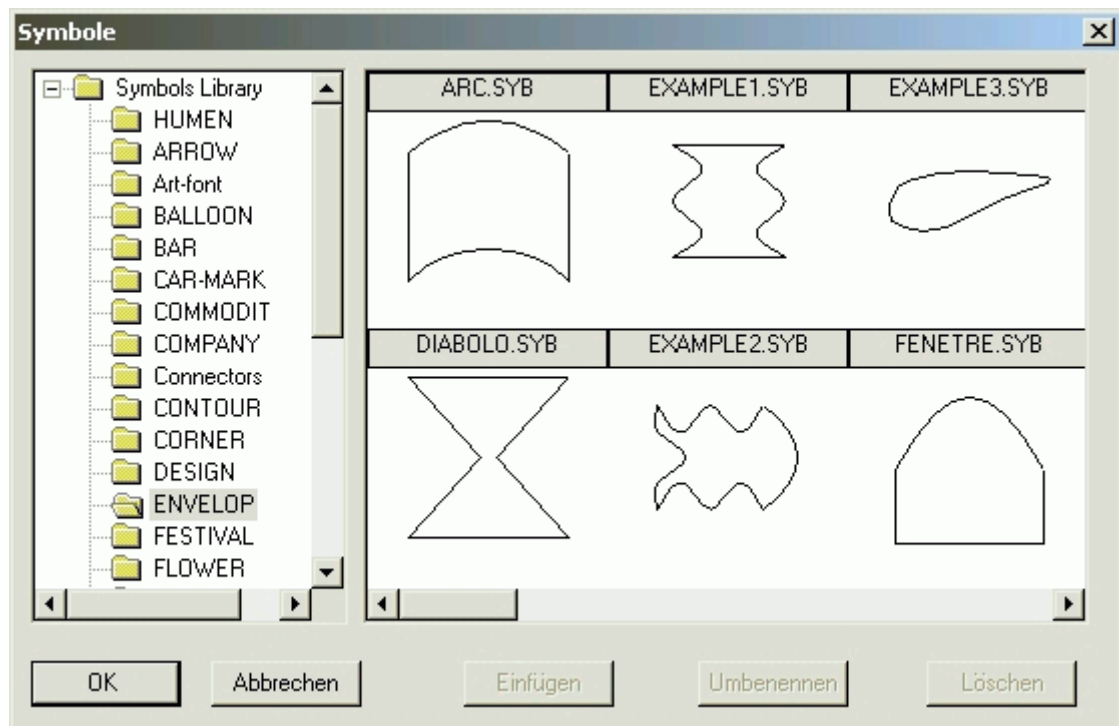 Symbole
Symbols Library
HUMEN
ARROW
Art-font
BALLOON
BAR
CAR-MARK
COMMODIT
COMPANY
Connectors
CONTOUR
CORNER
DESIGN
ENVELOP
FESTIVAL
FLOWER
ARC.SYB
EXAMPLE1.SYB
EXAMPLE3.SYB
DIABOLO.SYB
EXAMPLE2.SYB
FENETRE.SYB
OK
Abbrechen
Einfügen
Umbenennen
Löschen